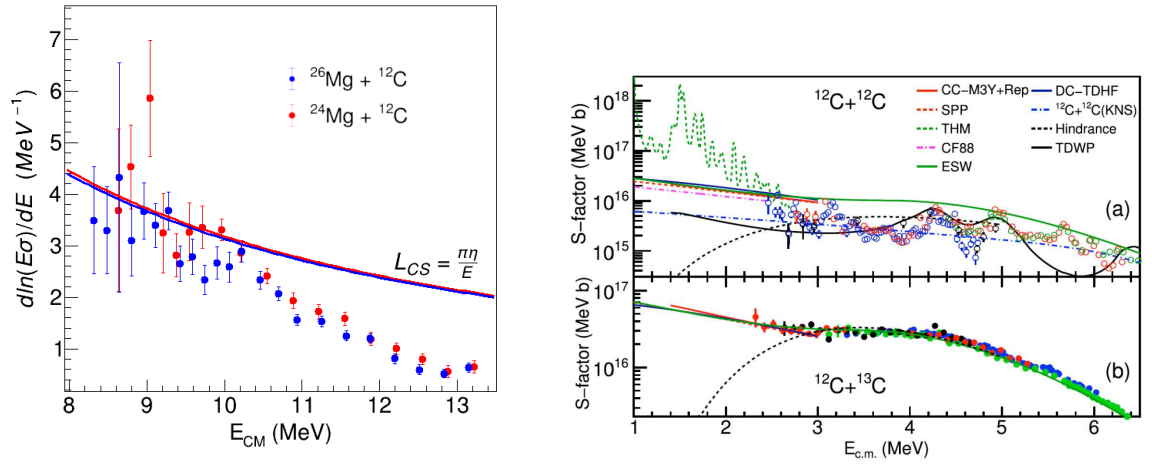 dln(Eσ)/dE (MeV⁻¹)
7
6
5
4
3
2
1
²⁶Mg + ¹²C
²⁴Mg + ¹²C
L_CS = πη/E
8 9 10 11 12 13
E_CM (MeV)
S−factor (MeV b)
10¹⁸
10¹⁷
10¹⁶
10¹⁵
¹²C+¹²C
CC−M3Y+Rep
SPP
THM
CF88
ESW
DC−TDHF
¹²C+¹²C(KNS)
Hindrance
TDWP
(a)
S−factor (MeV b)
10¹⁷
10¹⁶
¹²C+¹³C
(b)
1 2 3 4 5 6
E_c.m. (MeV)